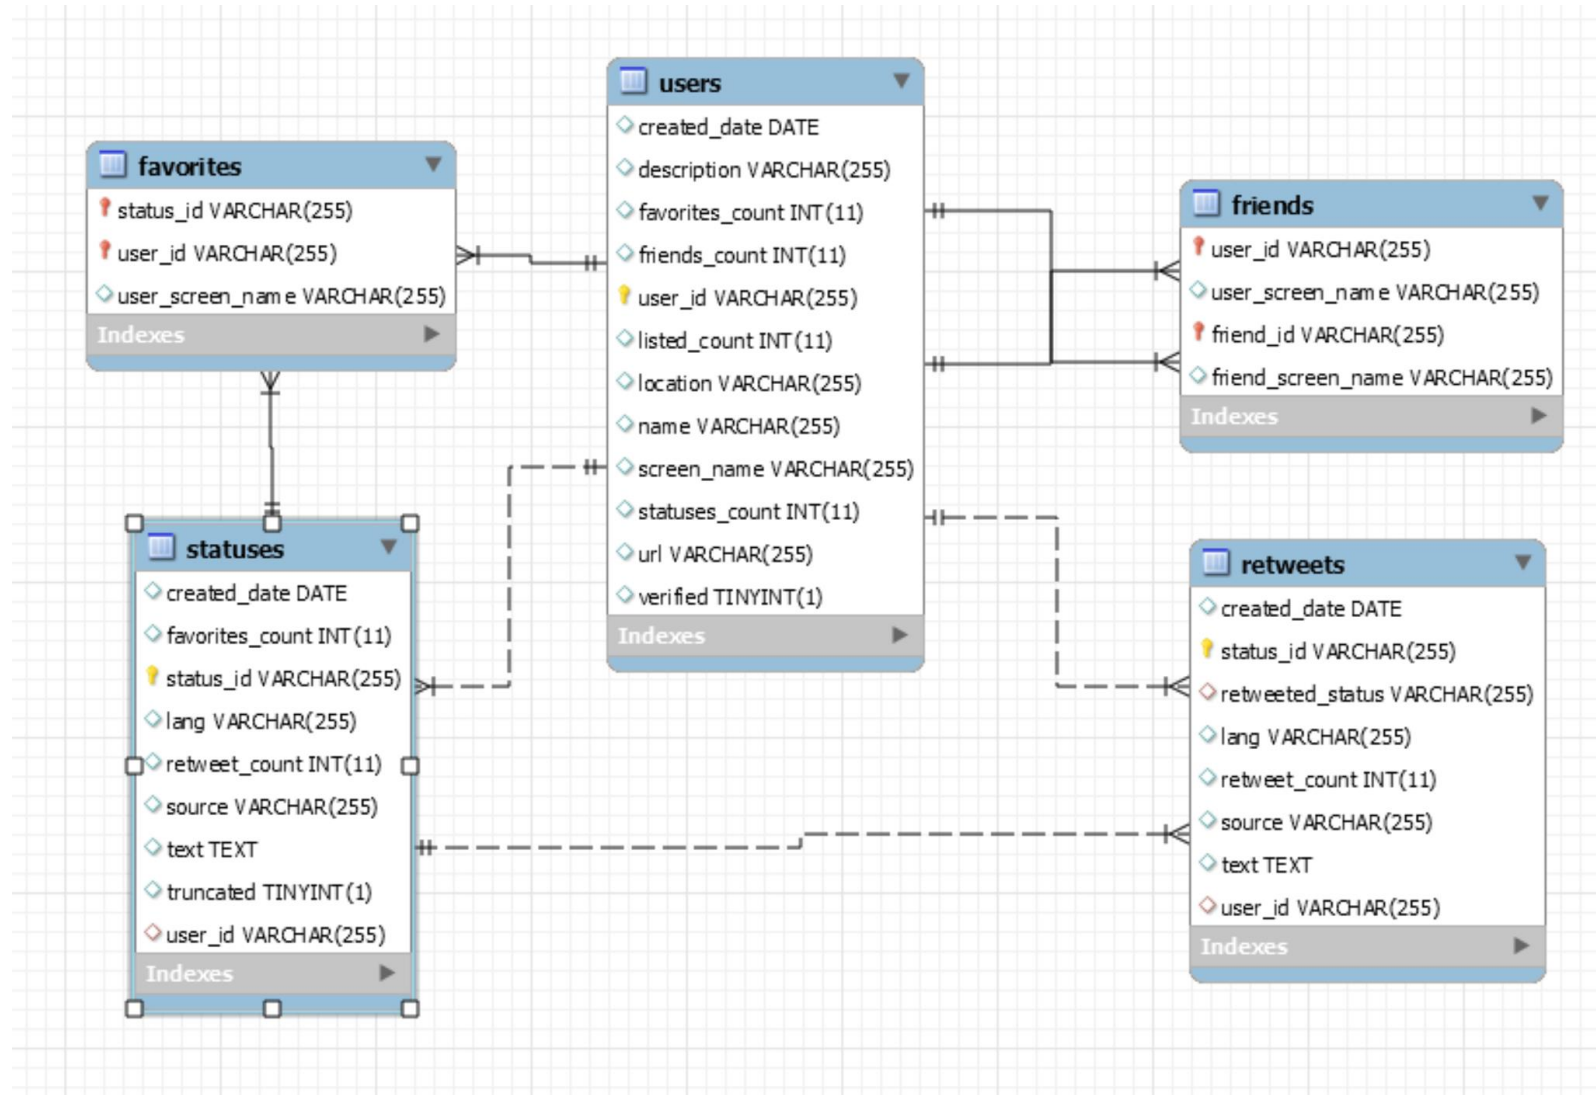 users
created_date DATE
description VARCHAR(255)
favorites_count INT(11)
friends_count INT(11)
user_id VARCHAR(255)
listed_count INT(11)
location VARCHAR(255)
name VARCHAR(255)
screen_name VARCHAR(255)
statuses_count INT(11)
url VARCHAR(255)
verified TINYINT(1)
Indexes
favorites
status_id VARCHAR(255)
user_id VARCHAR(255)
user_screen_name VARCHAR(255)
Indexes
friends
user_id VARCHAR(255)
user_screen_name VARCHAR(255)
friend_id VARCHAR(255)
friend_screen_name VARCHAR(255)
Indexes
statuses
created_date DATE
favorites_count INT(11)
status_id VARCHAR(255)
lang VARCHAR(255)
retweet_count INT(11)
source VARCHAR(255)
text TEXT
truncated TINYINT(1)
user_id VARCHAR(255)
Indexes
retweets
created_date DATE
status_id VARCHAR(255)
retweeted_status VARCHAR(255)
lang VARCHAR(255)
retweet_count INT(11)
source VARCHAR(255)
text TEXT
user_id VARCHAR(255)
Indexes